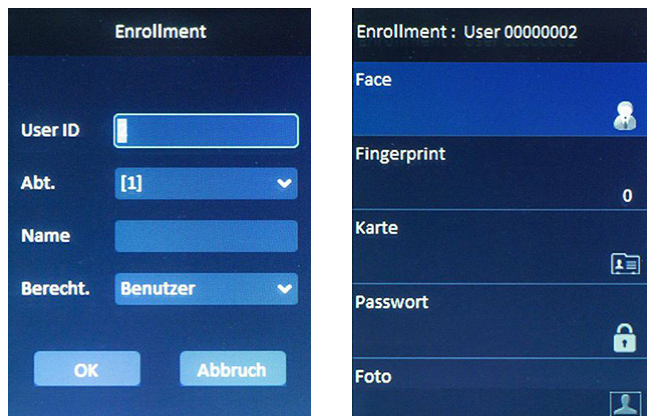 Enrollment
User ID
2
Abt. [1]
Name
Berecht. Benutzer
OK Abbruch
Enrollment : User 00000002
Face
Fingerprint
0
Karte
Passwort
Foto